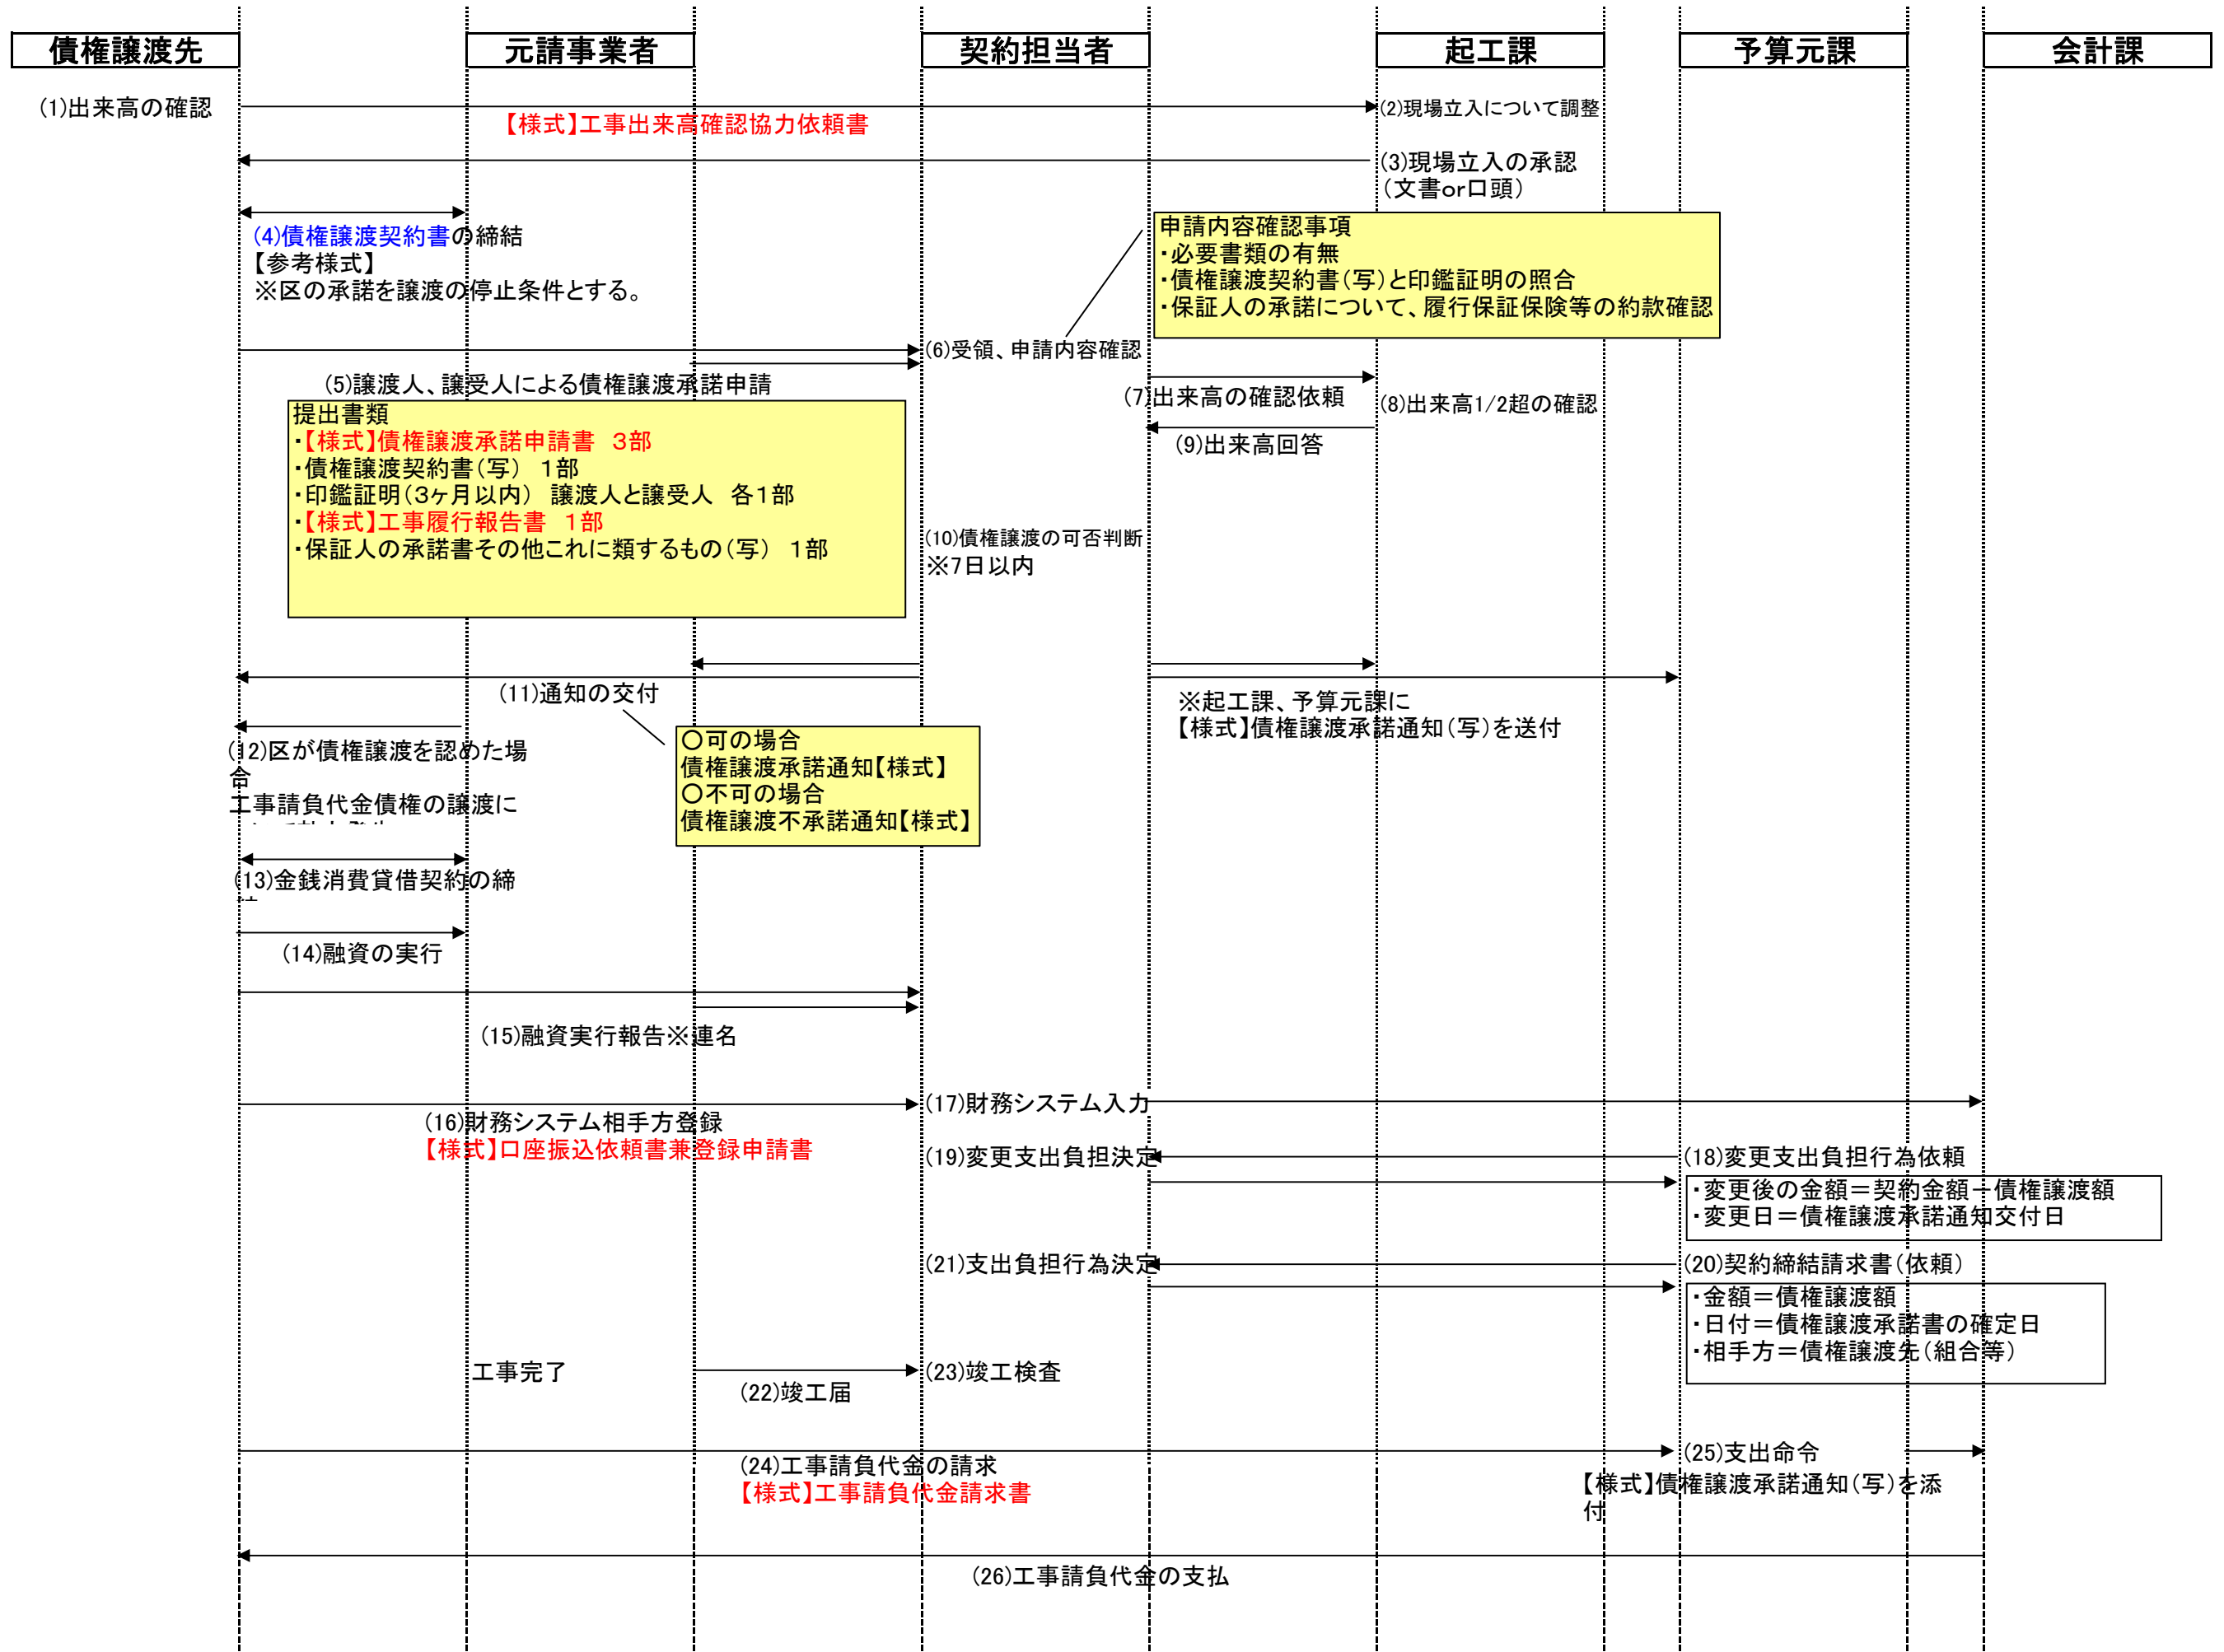 債権譲渡先
元請事業者
契約担当者
起工課
予算元課
会計課
(1)出来高の確認
【様式】工事出来高確認協力依頼書
(2)現場立入について調整
(3)現場立入の承認
（文書or口頭）
(4)債権譲渡契約書の締結
【参考様式】
※区の承諾を譲渡の停止条件とする。
申請内容確認事項
・必要書類の有無
・債権譲渡契約書（写）と印鑑証明の照合
・保証人の承諾について、履行保証保険等の約款確認
(6)受領、申請内容確認
(5)譲渡人、譲受人による債権譲渡承諾申請
提出書類
・【様式】債権譲渡承諾申請書　３部
・債権譲渡契約書（写）　１部
・印鑑証明（３ヶ月以内）　譲渡人と譲受人　各１部
・【様式】工事履行報告書　１部
・保証人の承諾書その他これに類するもの（写）　１部
(7)出来高の確認依頼
(8)出来高1/2超の確認
(9)出来高回答
(10)債権譲渡の可否判断
※7日以内
(11)通知の交付
※起工課、予算元課に
【様式】債権譲渡承諾通知（写）を送付
〇可の場合
債権譲渡承諾通知【様式】
〇不可の場合
債権譲渡不承諾通知【様式】
(12)区が債権譲渡を認めた場
合
工事請負代金債権の譲渡に
(13)金銭消費貸借契約の締
(14)融資の実行
(15)融資実行報告※連名
(16)財務システム相手方登録
【様式】口座振込依頼書兼登録申請書
(17)財務システム入力
(19)変更支出負担決定
(18)変更支出負担行為依頼
・変更後の金額＝契約金額－債権譲渡額
・変更日＝債権譲渡承諾通知交付日
(21)支出負担行為決定
(20)契約締結請求書（依頼）
・金額＝債権譲渡額
・日付＝債権譲渡承諾書の確定日
・相手方＝債権譲渡先（組合等）
工事完了
(22)竣工届
(23)竣工検査
(24)工事請負代金の請求
【様式】工事請負代金請求書
(25)支出命令
【様式】債権譲渡承諾通知（写）を添
付
(26)工事請負代金の支払